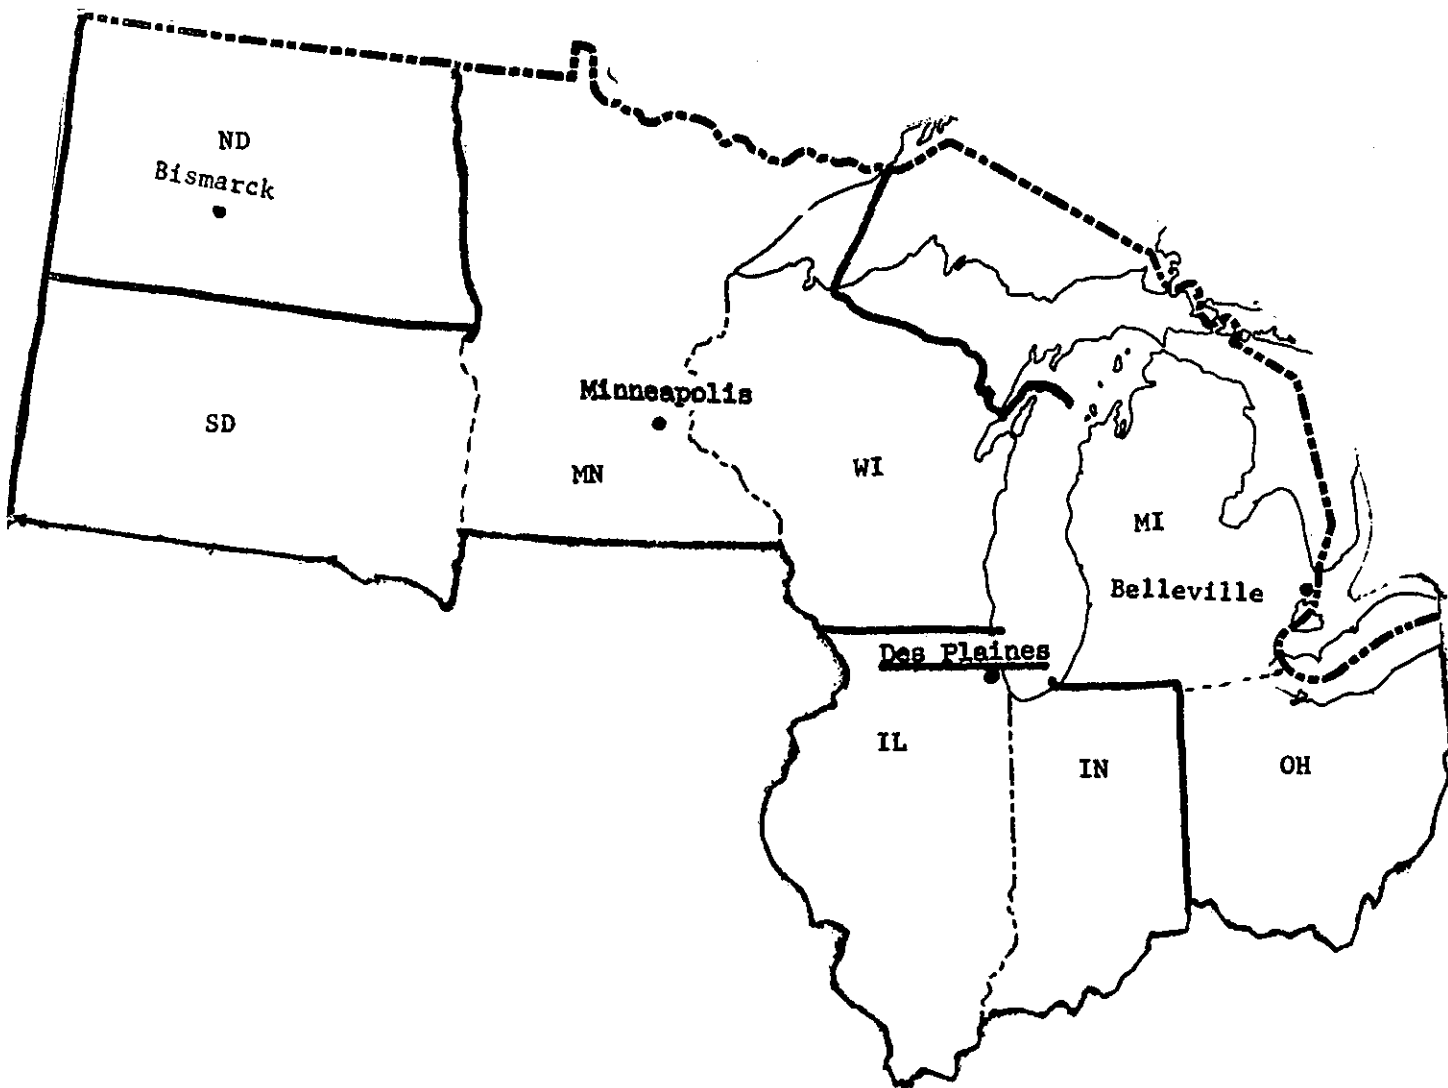 ND
Bismarck
Minneapolis
SD
WI
MN
MI
Belleville
Des Plaines
IL
IN
OH